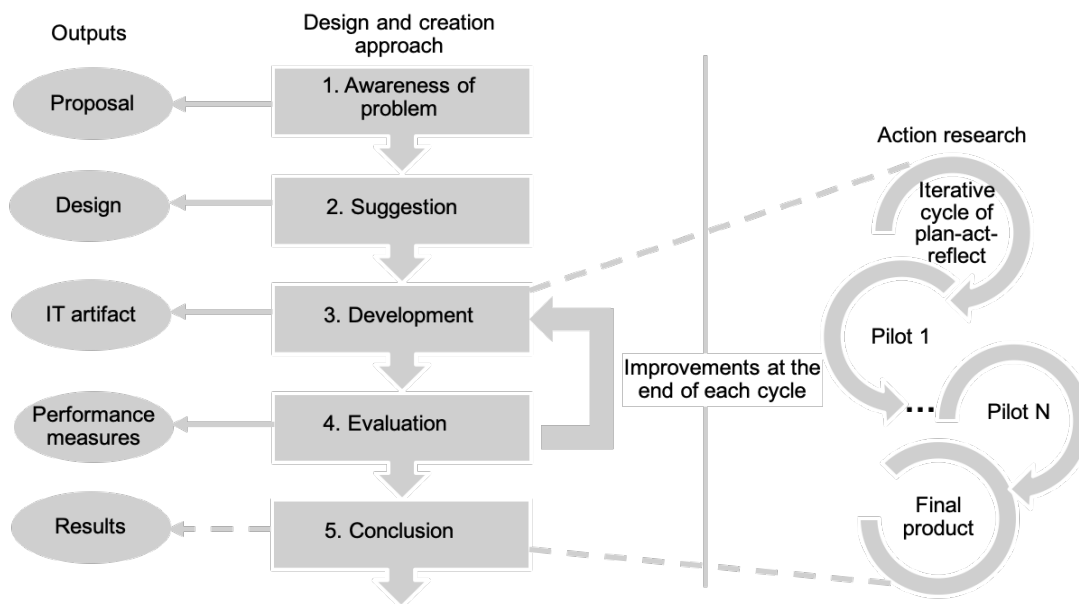 Outputs
Design and creation
approach
Proposal
1. Awareness of
problem
Design
2. Suggestion
IT artifact
3. Development
Performance
measures
4. Evaluation
Results
5. Conclusion
Improvements at the
end of each cycle
Action research
Iterative
cycle of
plan-act-
reflect
Pilot 1
...
Pilot N
Final
product